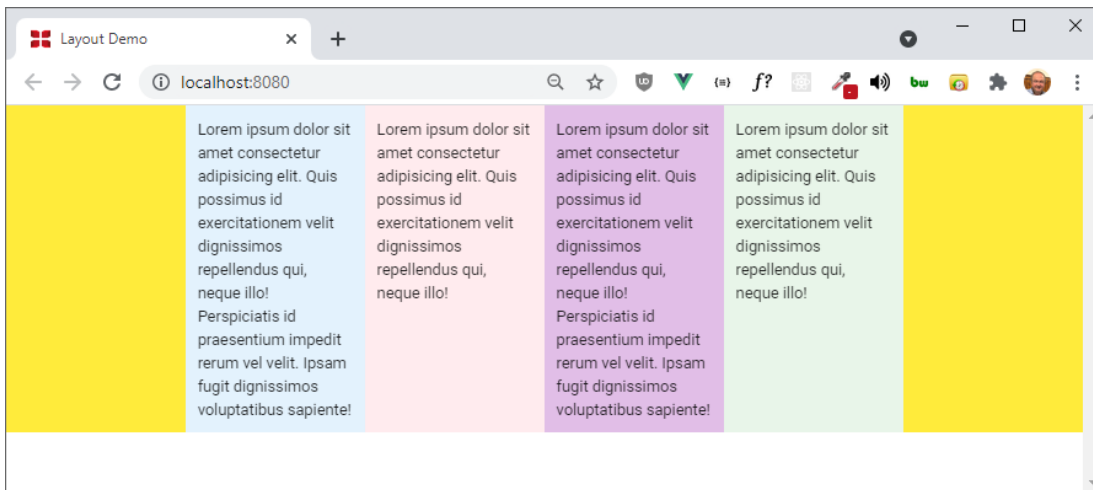 Layout Demo
localhost:8080
{=} f? bw
Lorem ipsum dolor sit
amet consectetur
adipisicing elit. Quis
possimus id
exercitationem velit
dignissimos
repellendus qui,
neque illo!
Perspiciatis id
praesentium impedit
rerum vel velit. Ipsam
fugit dignissimos
voluptatibus sapiente!
Lorem ipsum dolor sit
amet consectetur
adipisicing elit. Quis
possimus id
exercitationem velit
dignissimos
repellendus qui,
neque illo!
Lorem ipsum dolor sit
amet consectetur
adipisicing elit. Quis
possimus id
exercitationem velit
dignissimos
repellendus qui,
neque illo!
Perspiciatis id
praesentium impedit
rerum vel velit. Ipsam
fugit dignissimos
voluptatibus sapiente!
Lorem ipsum dolor sit
amet consectetur
adipisicing elit. Quis
possimus id
exercitationem velit
dignissimos
repellendus qui,
neque illo!